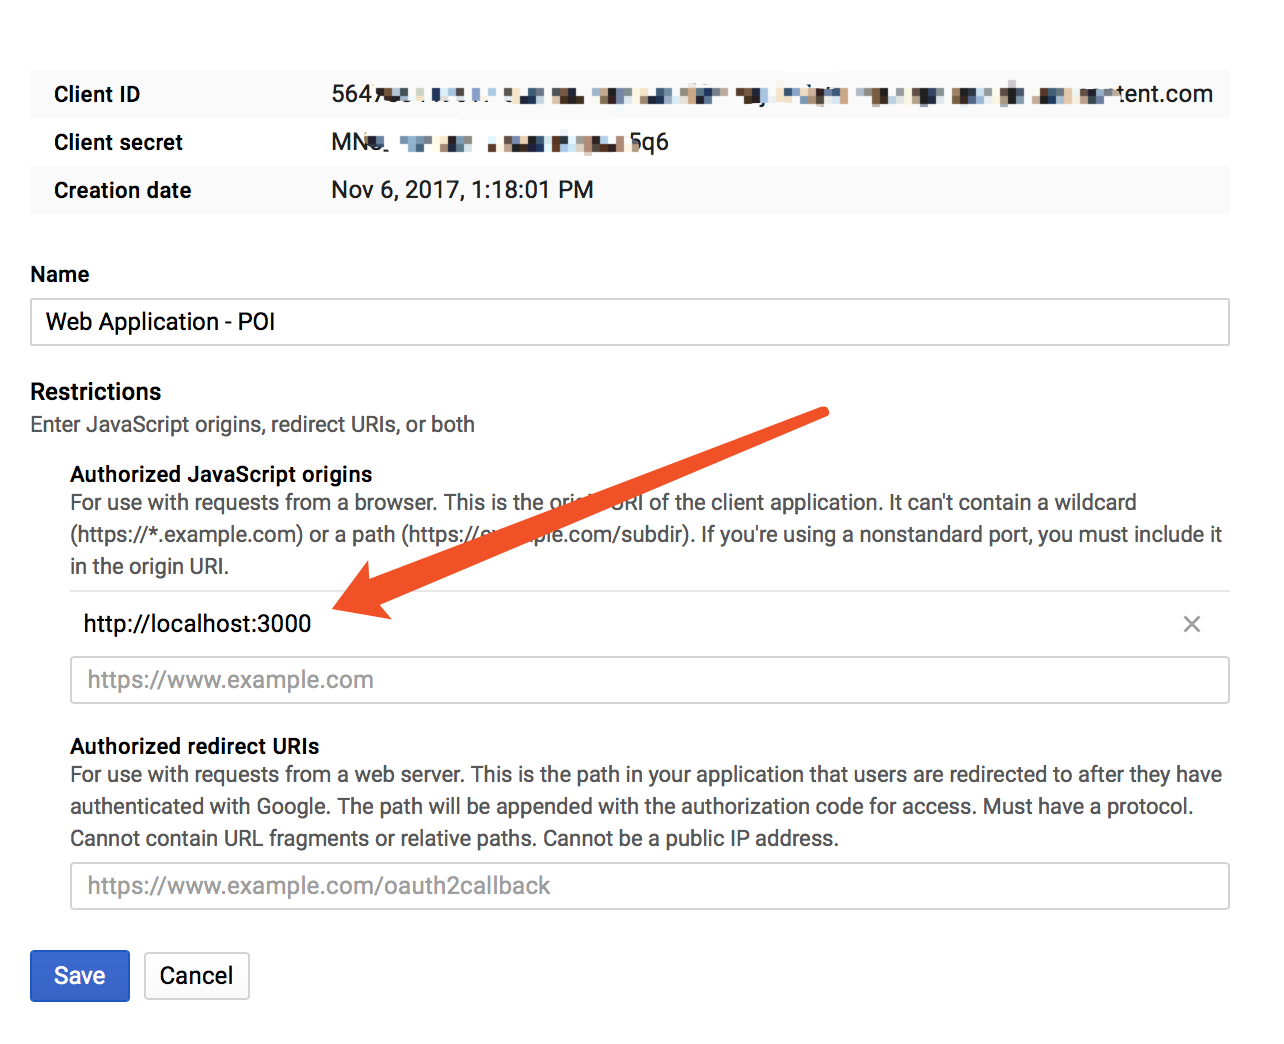 Client ID 564 tent.com
Client secret MN 5q6
Creation date Nov 6, 2017, 1:18:01 PM
Name
Web Application - POI
Restrictions
Enter JavaScript origins, redirect URIs, or both
Authorized JavaScript origins
For use with requests from a browser. This is the origin URI of the client application. It can't contain a wildcard
(https://*.example.com) or a path (https://example.com/subdir). If you're using a nonstandard port, you must include it
in the origin URI.
http://localhost:3000
https://www.example.com
Authorized redirect URIs
For use with requests from a web server. This is the path in your application that users are redirected to after they have
authenticated with Google. The path will be appended with the authorization code for access. Must have a protocol.
Cannot contain URL fragments or relative paths. Cannot be a public IP address.
https://www.example.com/oauth2callback
Save Cancel